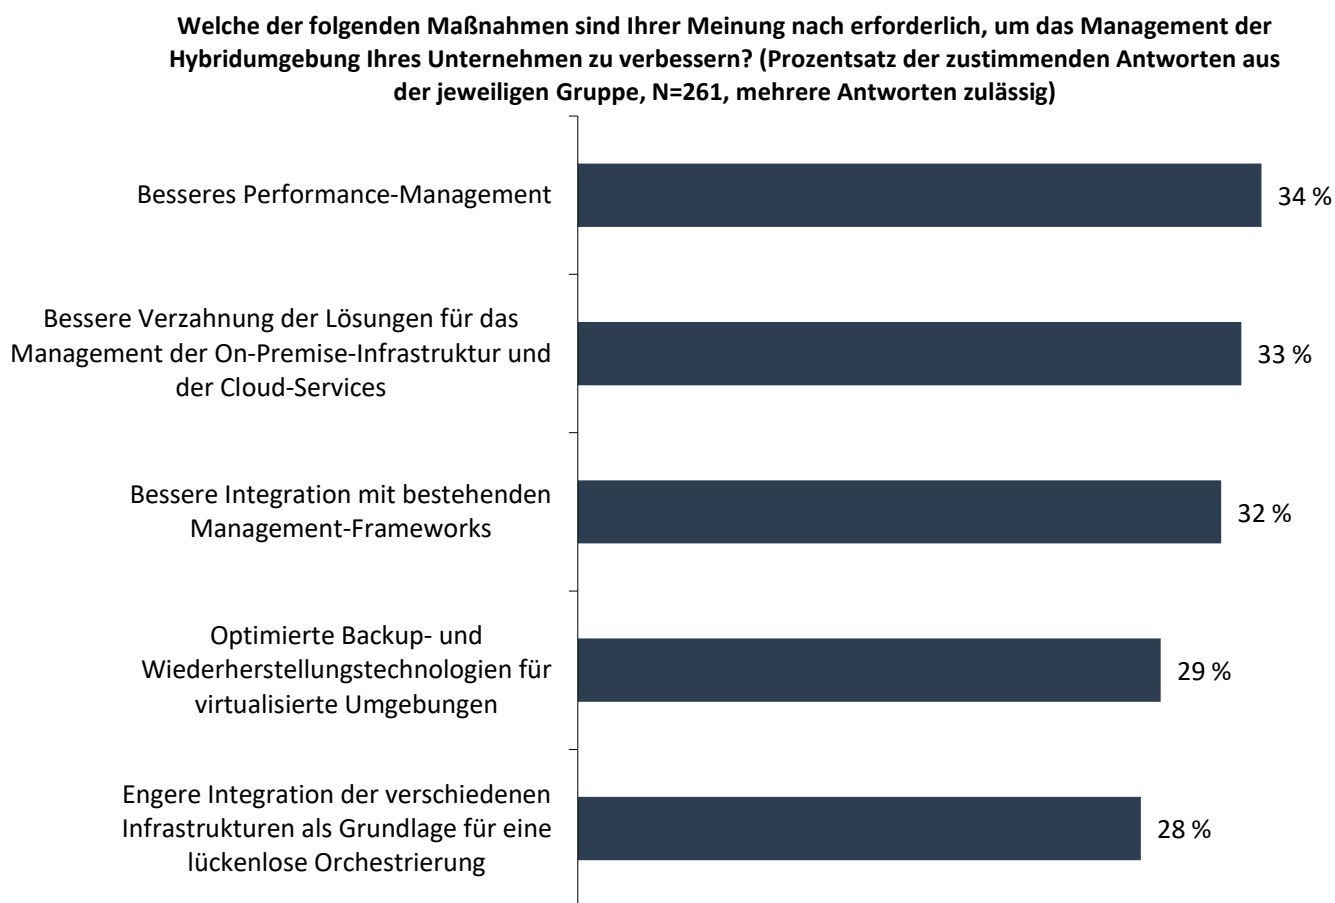 Welche der folgenden Maßnahmen sind Ihrer Meinung nach erforderlich, um das Management der
Hybridumgebung Ihres Unternehmen zu verbessern? (Prozentsatz der zustimmenden Antworten aus
der jeweiligen Gruppe, N=261, mehrere Antworten zulässig)
Besseres Performance-Management
34 %
Bessere Verzahnung der Lösungen für das
Management der On-Premise-Infrastruktur und
der Cloud-Services
33 %
Bessere Integration mit bestehenden
Management-Frameworks
32 %
Optimierte Backup- und
Wiederherstellungstechnologien für
virtualisierte Umgebungen
29 %
Engere Integration der verschiedenen
Infrastrukturen als Grundlage für eine
lückenlose Orchestrierung
28 %